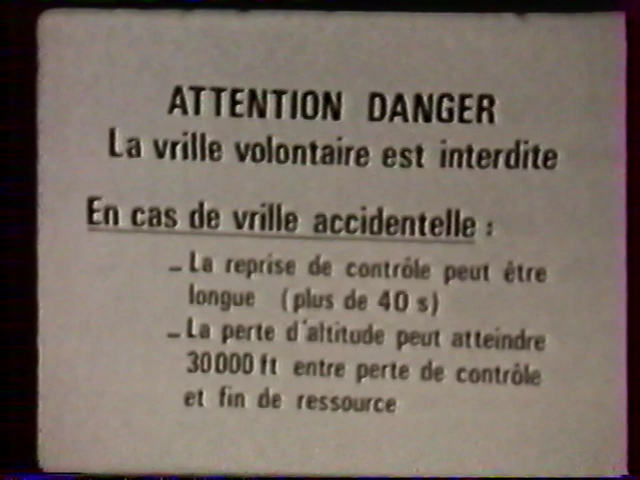 ATTENTION DANGER
La vrille volontaire est interdite
En cas de vrille accidentelle :
– La reprise de contrôle peut être
longue (plus de 40 s)
– La perte d'altitude peut atteindre
30000 ft entre perte de contrôle
et fin de ressource